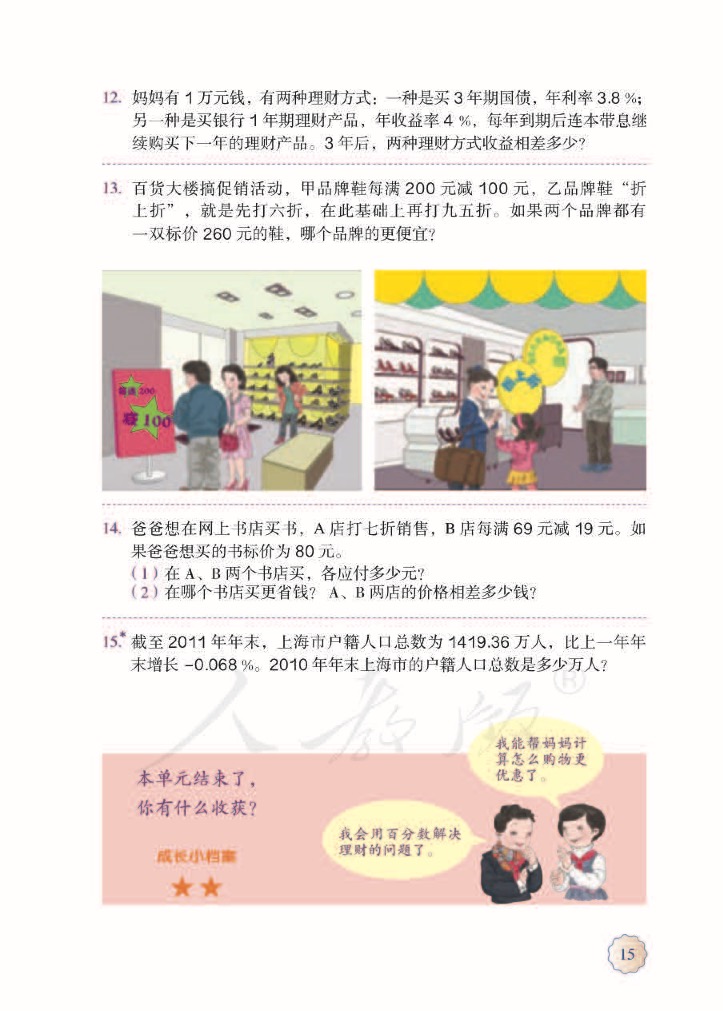 12. 妈妈有 1 万元钱，有两种理财方式：一种是买 3 年期国债，年利率 3.8 %；
另一种是买银行 1 年期理财产品，年收益率 4 %，每年到期后连本带息继
续购买下一年的理财产品。3 年后，两种理财方式收益相差多少？
13. 百货大楼搞促销活动，甲品牌鞋每满 200 元减 100 元，乙品牌鞋“折
上折”，就是先打六折，在此基础上再打九五折。如果两个品牌都有
一双标价 260 元的鞋，哪个品牌的更便宜？
每满 200
减 100
折上折
14. 爸爸想在网上书店买书，A 店打七折销售，B 店每满 69 元减 19 元。如
果爸爸想买的书标价为 80 元。
（1）在 A、B 两个书店买，各应付多少元？
（2）在哪个书店买更省钱？ A、B 两店的价格相差多少钱？
15.* 截至 2011 年年末，上海市户籍人口总数为 1419.36 万人，比上一年年
末增长 –0.068 %。2010 年年末上海市的户籍人口总数是多少万人？
人教版®
本单元结束了，
你有什么收获？
成长小档案
我能帮妈妈计
算怎么购物更
优惠了。
我会用百分数解决
理财的问题了。
15